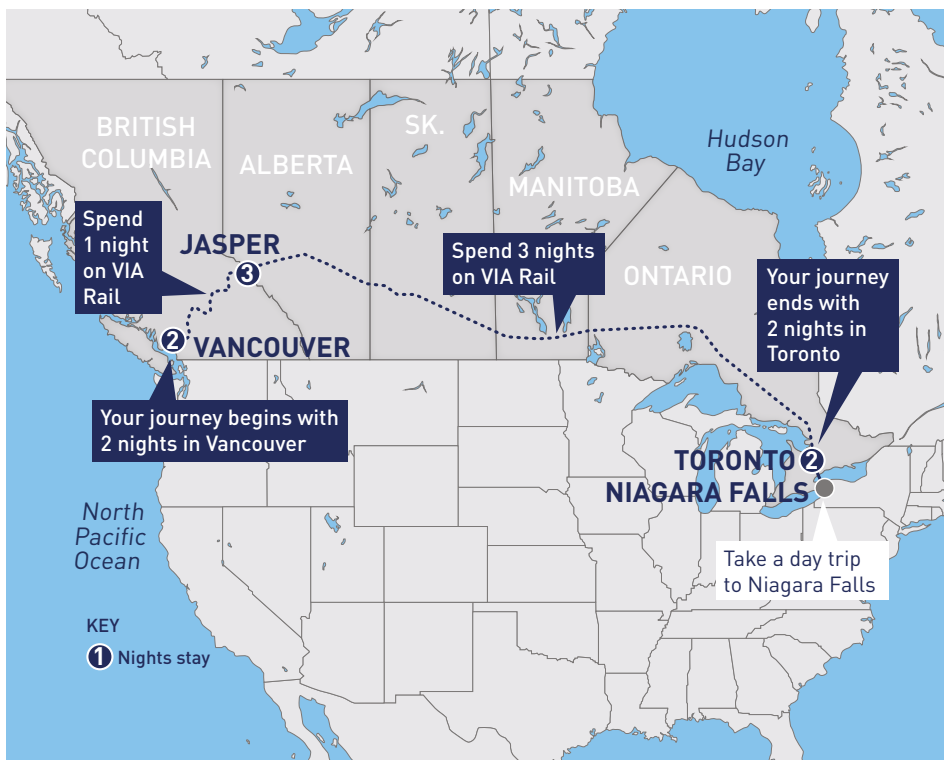 BRITISH
COLUMBIA
ALBERTA
SK.
MANITOBA
Hudson
Bay
ONTARIO
Spend
1 night
on VIA
Rail
JASPER
3
Spend 3 nights
on VIA Rail
Your journey
ends with
2 nights in
Toronto
2
VANCOUVER
Your journey begins with
2 nights in Vancouver
TORONTO 2
NIAGARA FALLS
North
Pacific
Ocean
Take a day trip
to Niagara Falls
KEY
1 Nights stay